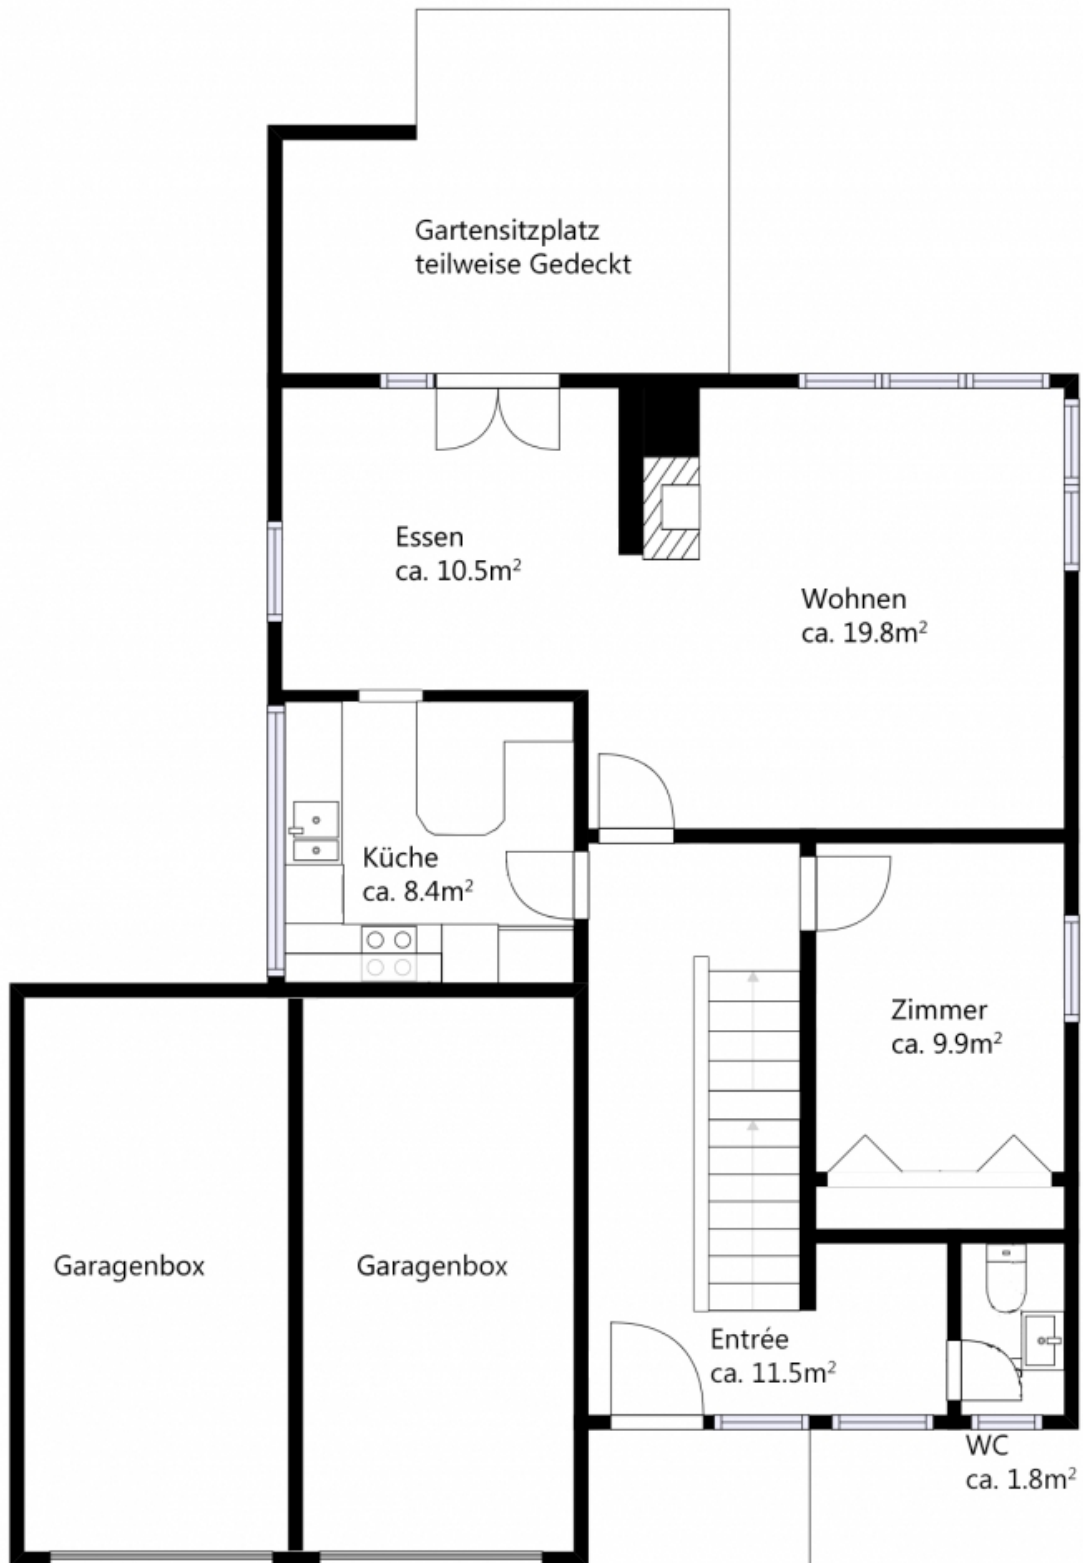 Gartensitzplatz
teilweise Gedeckt
Essen
ca. 10.5m²
Wohnen
ca. 19.8m²
Küche
ca. 8.4m²
Zimmer
ca. 9.9m²
Garagenbox
Garagenbox
Entrée
ca. 11.5m²
WC
ca. 1.8m²